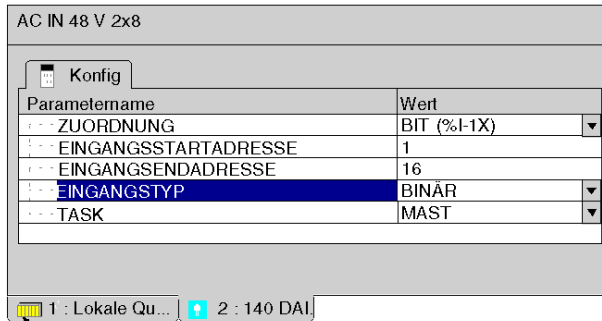 AC IN 48 V 2x8
Konfig
Parametername Wert
ZUORDNUNG BIT (%I-1X)
EINGANGSSTARTADRESSE 1
EINGANGSENDADRESSE 16
EINGANGSTYP BINÄR
TASK MAST
1 : Lokale Qu... 2 : 140 DAI.